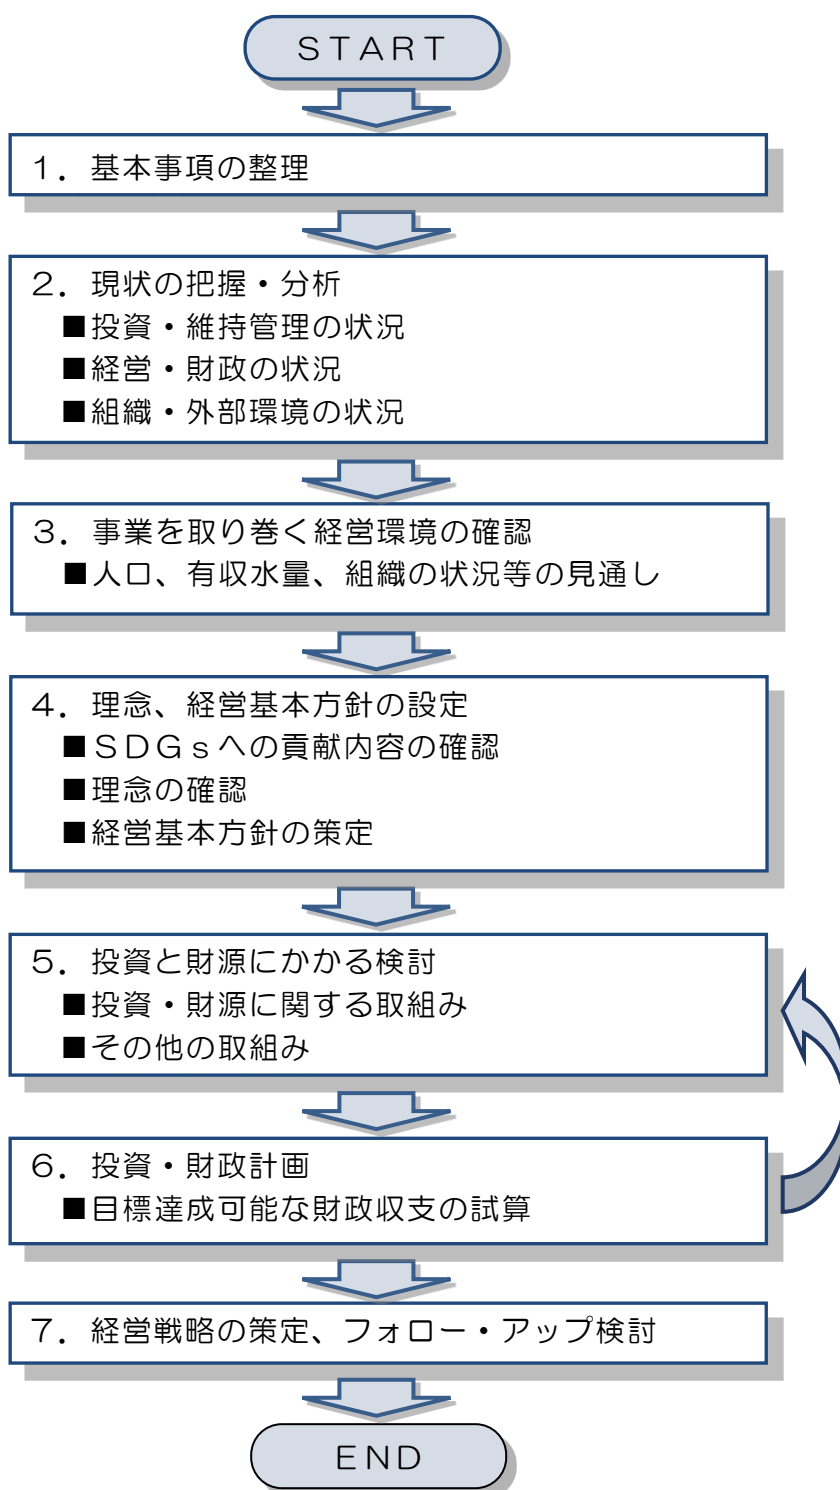 ＳＴＡＲＴ
１．基本事項の整理
２．現状の把握・分析
■投資・維持管理の状況
■経営・財政の状況
■組織・外部環境の状況
３．事業を取り巻く経営環境の確認
■人口、有収水量、組織の状況等の見通し
４．理念、経営基本方針の設定
■ＳＤＧｓへの貢献内容の確認
■理念の確認
■経営基本方針の策定
５．投資と財源にかかる検討
■投資・財源に関する取組み
■その他の取組み
６．投資・財政計画
■目標達成可能な財政収支の試算
７．経営戦略の策定、フォロー・アップ検討
ＥＮＤ